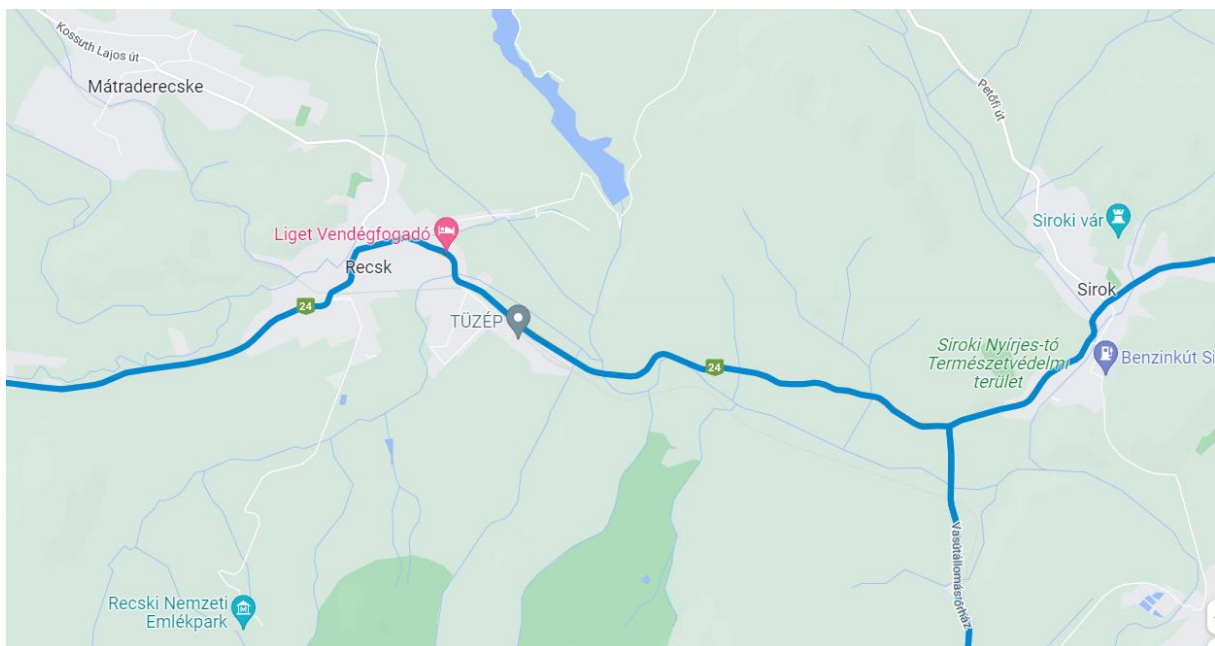 Kossuth Lajos út
Mátraderecske
Petőfi út
Siroki vár
Liget Vendégfogadó
Recsk
Sirok
24
TÜZÉP
24
Siroki Nyírjes-tó
Természetvédelmi
terület
Benzinkút Si
Vasútállomás
Recski Nemzeti
Emlékpark